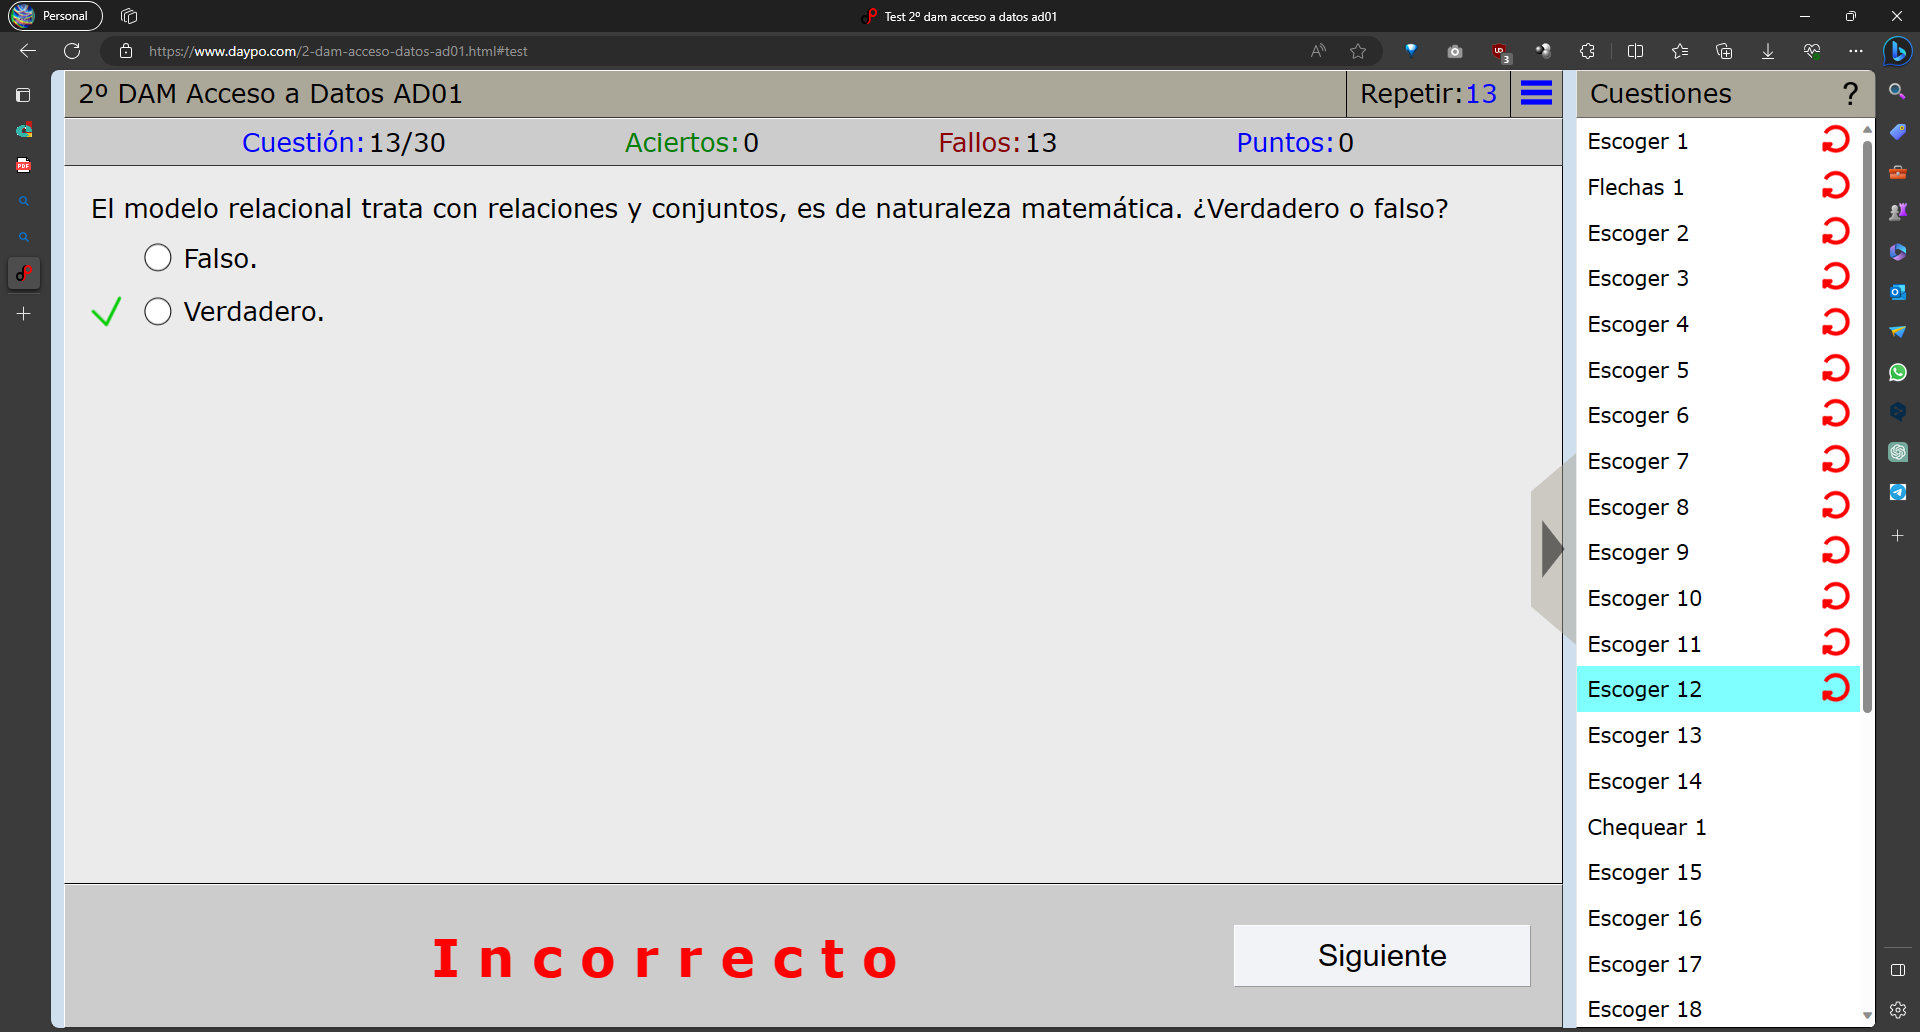 Personal
Test 2º dam acceso a datos ad01
https://www.daypo.com/2-dam-acceso-datos-ad01.html#test
2º DAM Acceso a Datos AD01
Repetir:13
Cuestiones
?
Cuestión:13/30
Aciertos:0
Fallos:13
Puntos:0
El modelo relacional trata con relaciones y conjuntos, es de naturaleza matemática. ¿Verdadero o falso?
Falso.
Verdadero.
Incorrecto
Siguiente
Escoger 1
Flechas 1
Escoger 2
Escoger 3
Escoger 4
Escoger 5
Escoger 6
Escoger 7
Escoger 8
Escoger 9
Escoger 10
Escoger 11
Escoger 12
Escoger 13
Escoger 14
Chequear 1
Escoger 15
Escoger 16
Escoger 17
Escoger 18